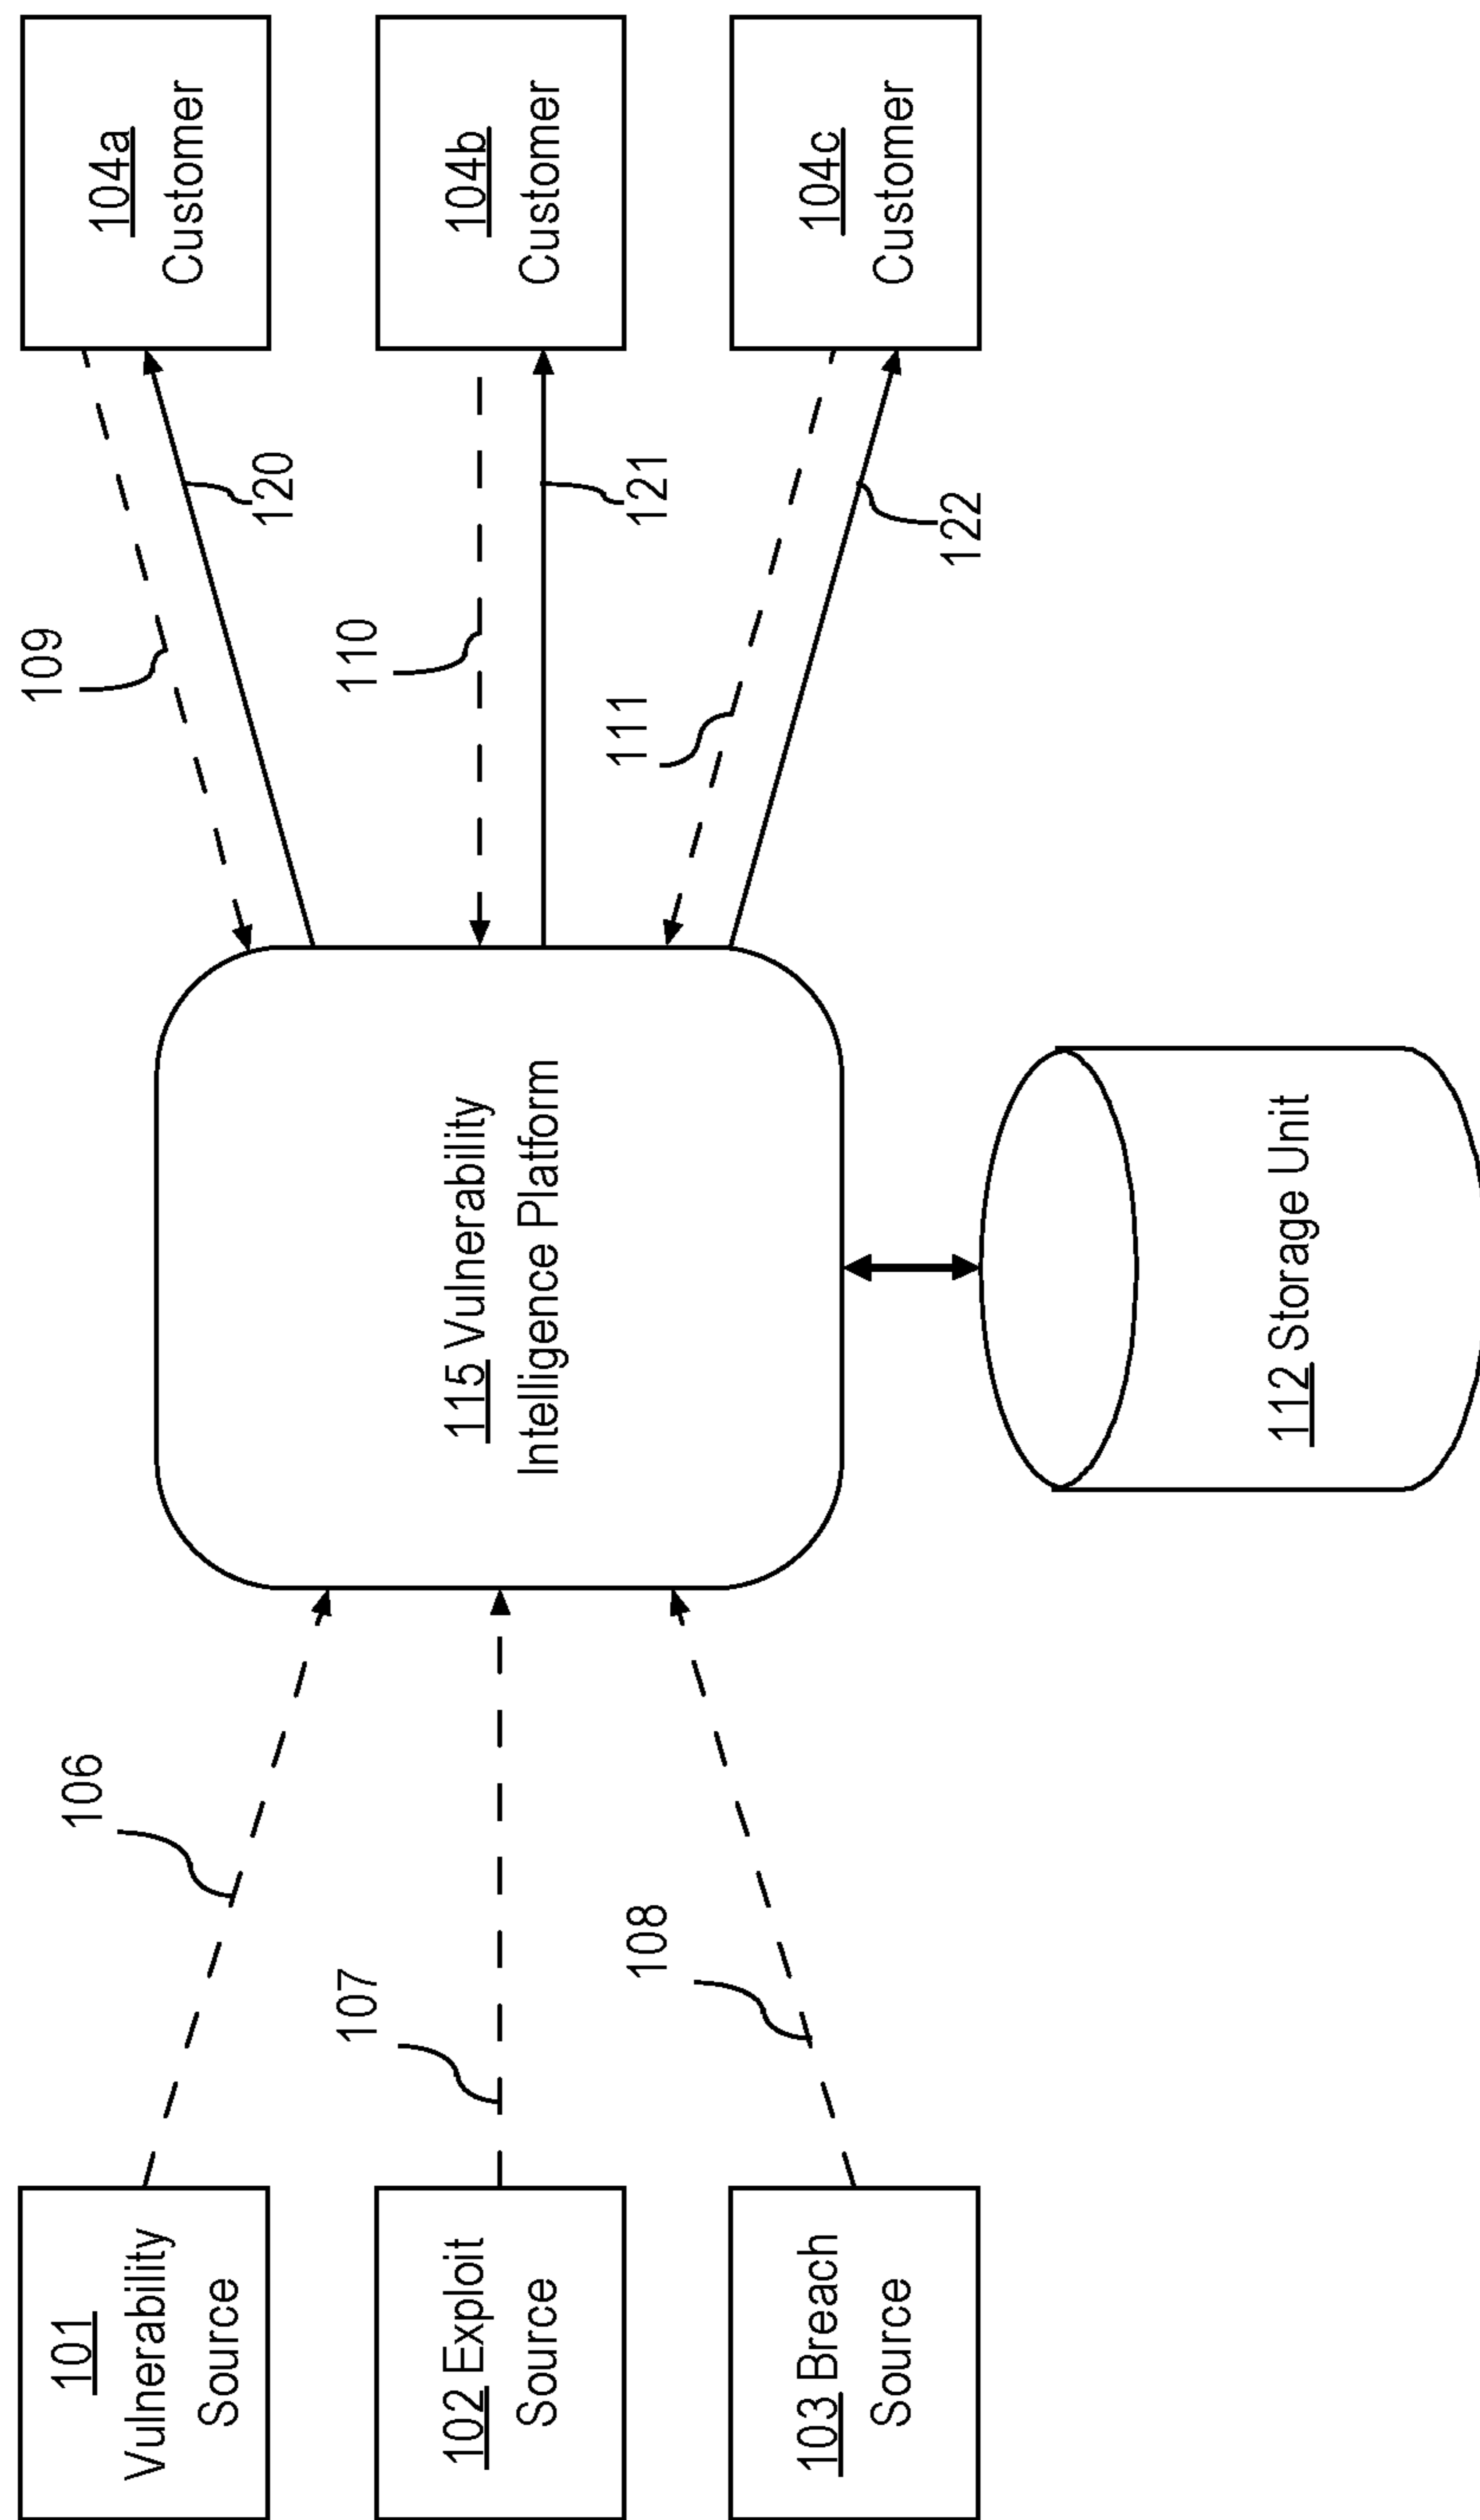 101
Vulnerability
Source
102 Exploit
Source
103 Breach
Source
106
107
108
115 Vulnerability
Intelligence Platform
112 Storage Unit
109
110
111
120
121
122
104a
Customer
104b
Customer
104c
Customer